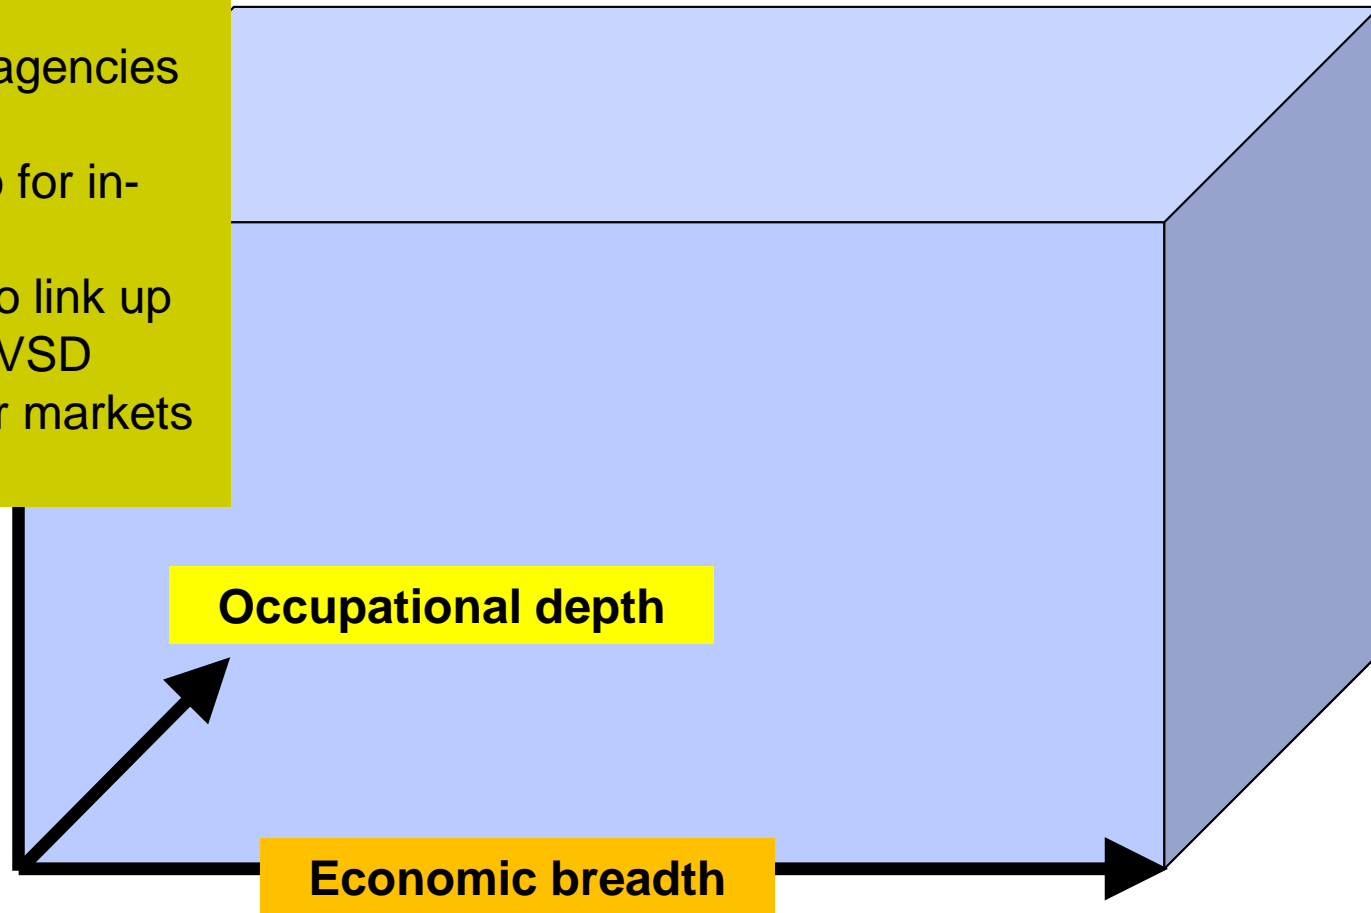 agencies
for in-
link up
VSD
markets
Occupational depth
Economic breadth